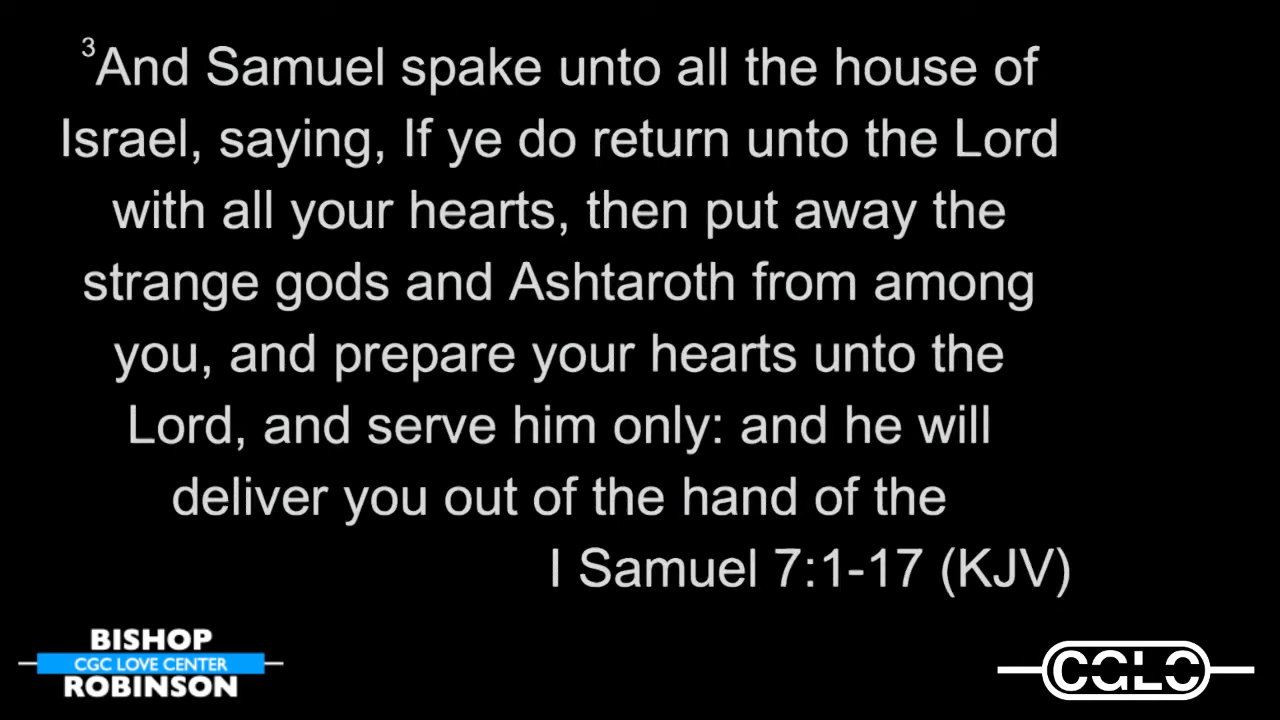 3And Samuel spake unto all the house of
Israel, saying, If ye do return unto the Lord
with all your hearts, then put away the
strange gods and Ashtaroth from among
you, and prepare your hearts unto the
Lord, and serve him only: and he will
deliver you out of the hand of the
I Samuel 7:1-17 (KJV)
BISHOP
CGC LOVE CENTER
ROBINSON
CGLC